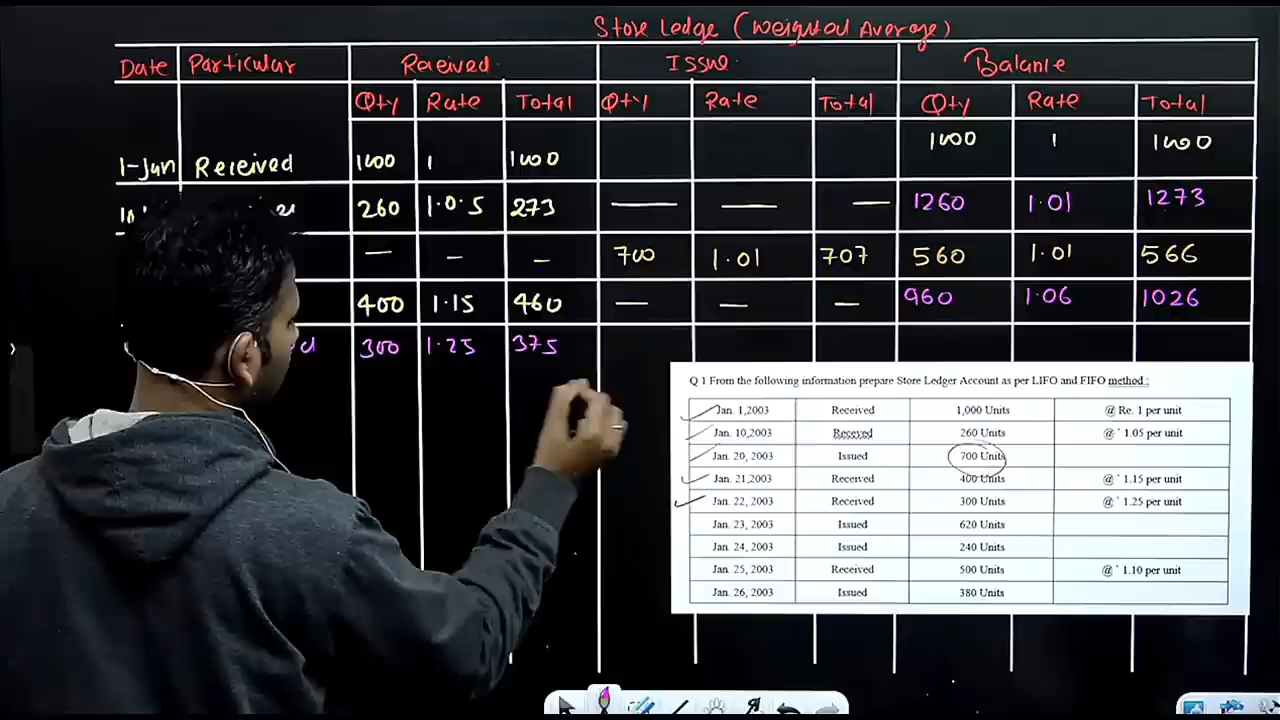 Store Ledge (Weighted Average)
Date Particular Received Issue Balance
Qty Rate Total Qty Rate Total Qty Rate Total
1-Jan Received 1000 1 1000 1000 1 1000
260 1.0.5 273 — — — 1260 1.01 1273
— — — 700 1.01 707 560 1.01 566
400 1.15 460 — — — 960 1.06 1026
d 300 1.25 375
Q 1 From the following information prepare Store Ledger Account as per LIFO and FIFO method :
Jan. 1,2003 Received 1,000 Units @ Re. 1 per unit
Jan. 10,2003 Receved 260 Units @ ` 1.05 per unit
Jan. 20, 2003 Issued 700 Units
Jan. 21,2003 Received 400 Units @ ` 1.15 per unit
Jan. 22, 2003 Received 300 Units @ ` 1.25 per unit
Jan. 23, 2003 Issued 620 Units
Jan. 24, 2003 Issued 240 Units
Jan. 25, 2003 Received 500 Units @ ` 1.10 per unit
Jan. 26, 2003 Issued 380 Units